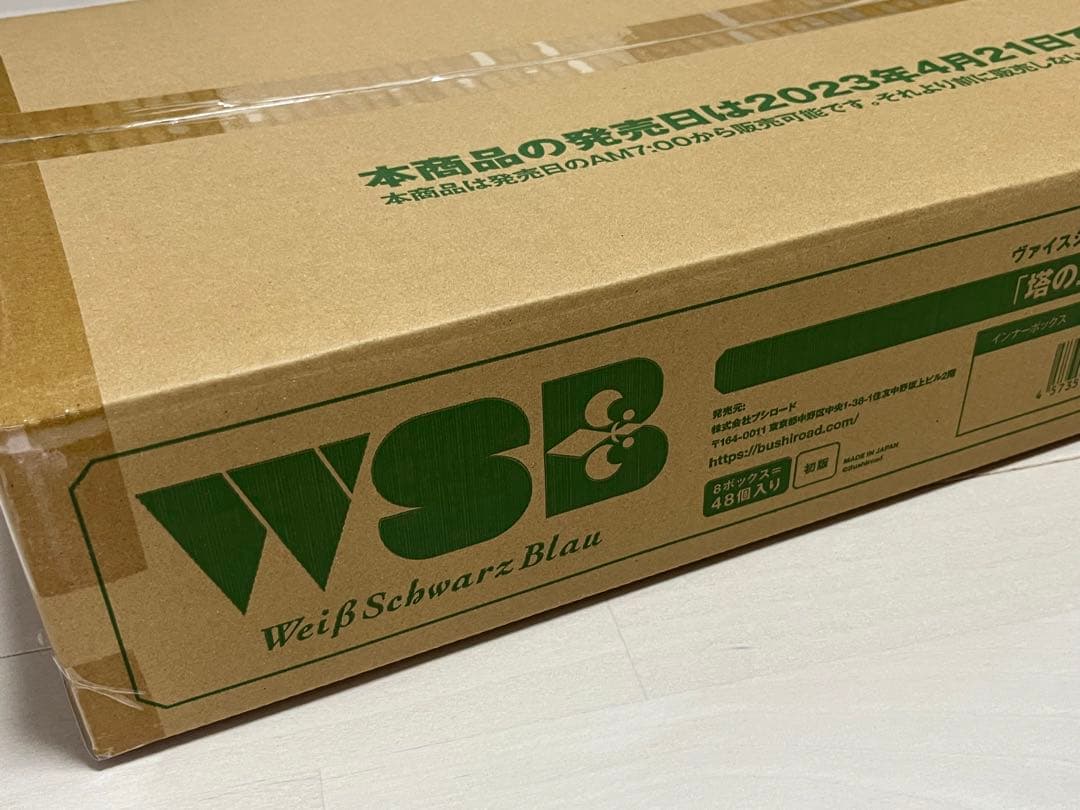 本商品の発売日は2023年4月21日で
本商品は発売日のAM7:00から販売可能です。それより前に販売しない
ヴァイスシ
「塔の
インナーボックス
4 5735
発売元:
株式会社ブシロード
〒164-0011 東京都中野区中央1-38-1住友中野坂上ビル2階
https://bushiroad.com/
8ボックス=
48個入り
初版
MADE IN JAPAN
©Bushiroad
WSB
Weiß Schwarz Blau